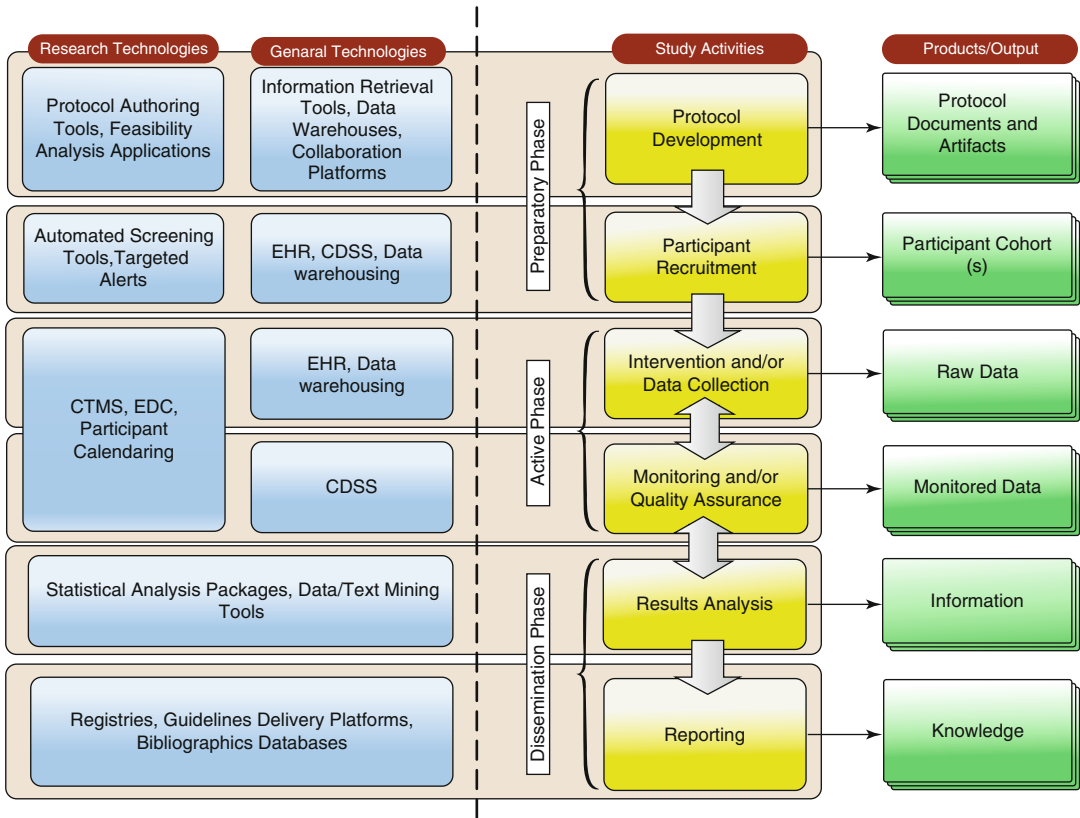 Research Technologies
Genaral Technologies
Study Activities
Products/Output
Protocol Authoring
Tools, Feasibility
Analysis Applications
Information Retrieval
Tools, Data
Warehouses,
Collaboration
Platforms
Preparatory Phase
Protocol
Development
Protocol
Documents and
Artifacts
Automated Screening
Tools,Targeted
Alerts
EHR, CDSS, Data
warehousing
Participant
Recruitment
Participant Cohort
(s)
CTMS, EDC,
Participant
Calendaring
EHR, Data
warehousing
Active Phase
Intervention and/or
Data Collection
Raw Data
CDSS
Monitoring and/or
Quality Assurance
Monitored Data
Statistical Analysis Packages, Data/Text Mining
Tools
Dissemination Phase
Results Analysis
Information
Registries, Guidelines Delivery Platforms,
Bibliographics Databases
Reporting
Knowledge